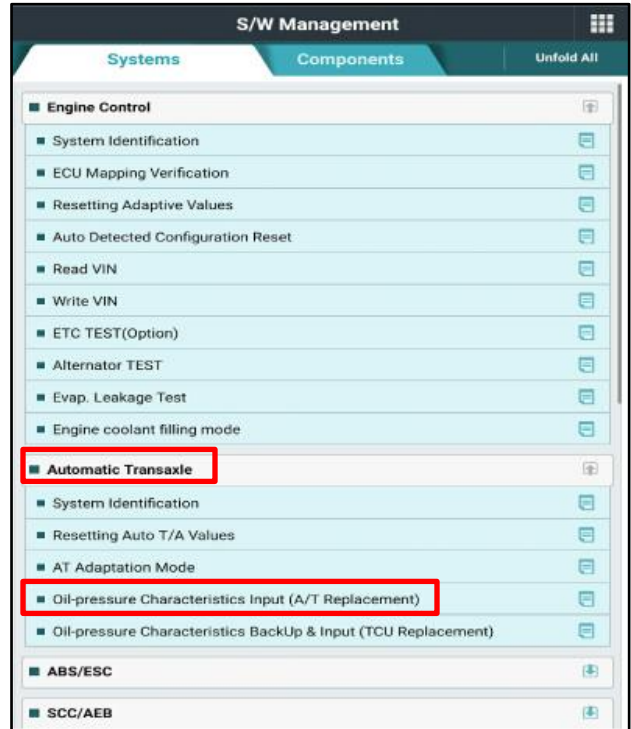 S/W Management
Systems
Components
Unfold All
Engine Control
System Identification
ECU Mapping Verification
Resetting Adaptive Values
Auto Detected Configuration Reset
Read VIN
Write VIN
ETC TEST(Option)
Alternator TEST
Evap. Leakage Test
Engine coolant filling mode
Automatic Transaxle
System Identification
Resetting Auto T/A Values
AT Adaptation Mode
Oil-pressure Characteristics Input (A/T Replacement)
Oil-pressure Characteristics BackUp & Input (TCU Replacement)
ABS/ESC
SCC/AEB